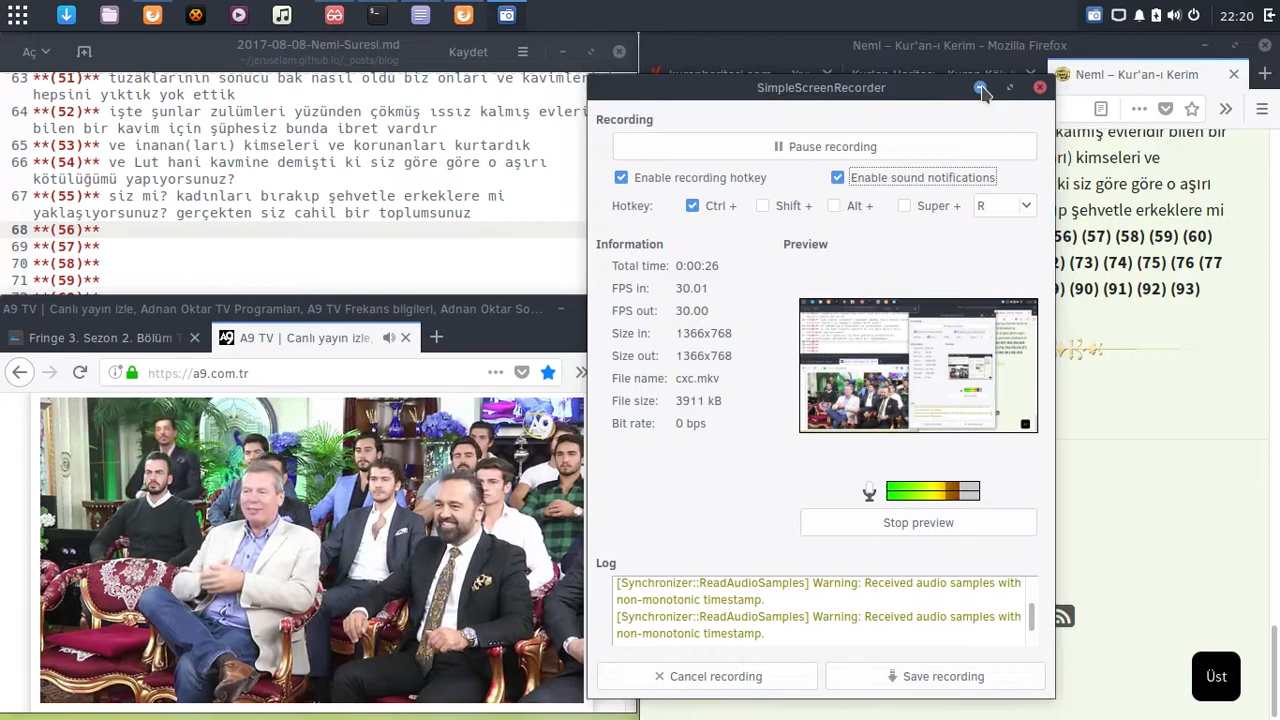 22:20
Aç
2017-08-08-Neml-Suresi.md
~/jeruselam.github.io/_posts/blog
Kaydet
63 **(51)** tuzaklarının sonucu bak nasıl oldu biz onları ve kavimler
hepsini yıktık yok ettik
64 **(52)** işte şunlar zulümleri yüzünden çökmüş ıssız kalmış evleri
bilen bir kavim için şüphesiz bunda ibret vardır
65 **(53)** ve inanan(ları) kimseleri ve korunanları kurtardık
66 **(54)** ve Lut hani kavmine demişti ki siz göre göre o aşırı
kötülüğümü yapıyorsunuz?
67 **(55)** siz mi? kadınları bırakıp şehvetle erkeklere mi
yaklaşıyorsunuz? gerçekten siz cahil bir toplumsunuz
68 **(56)**
69 **(57)**
70 **(58)**
71 **(59)**
A9 TV | Canlı yayın izle, Adnan Oktar TV Programları, A9 TV Frekans bilgileri, Adnan Oktar So...
Fringe 3. Sezon 2. Bölüm T
A9 TV | Canlı yayın izle,
https://a9.com.tr
SimpleScreenRecorder
Recording
Pause recording
Enable recording hotkey
Enable sound notifications
Hotkey: Ctrl + Shift + Alt + Super + R
Information
Total time: 0:00:26
FPS in: 30.01
FPS out: 30.00
Size in: 1366x768
Size out: 1366x768
File name: cxc.mkv
File size: 3911 kB
Bit rate: 0 bps
Preview
Stop preview
Log
[Synchronizer::ReadAudioSamples] Warning: Received audio samples with
non-monotonic timestamp.
[Synchronizer::ReadAudioSamples] Warning: Received audio samples with
non-monotonic timestamp.
Cancel recording
Save recording
Neml – Kur'an-ı Kerim - Mozilla Firefox
Neml – Kur'an-ı Kerim
kalmış evleridir bilen bir
kimseleri ve
ki siz göre göre o aşırı
şehvetle erkeklere mi
56) (57) (58) (59) (60)
(73) (74) (75) (76 (77
(90) (91) (92) (93)
Üst